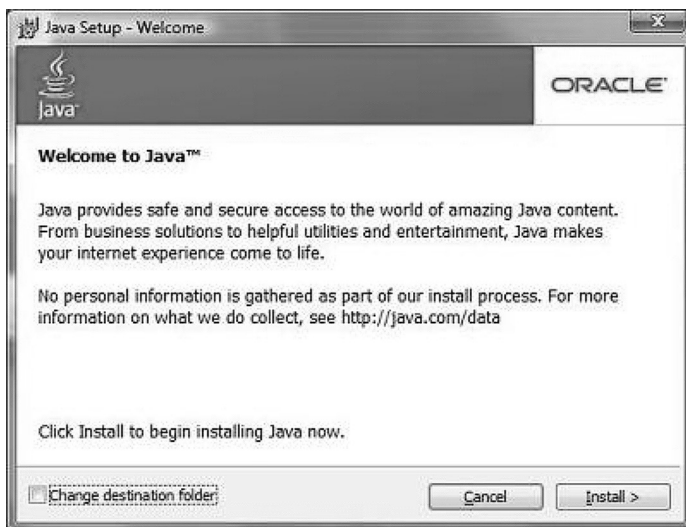 Java Setup - Welcome
Java™
ORACLE®
Welcome to Java™
Java provides safe and secure access to the world of amazing Java content.
From business solutions to helpful utilities and entertainment, Java makes
your internet experience come to life.
No personal information is gathered as part of our install process. For more
information on what we do collect, see http://java.com/data
Click Install to begin installing Java now.
Change destination folder
Cancel
Install >